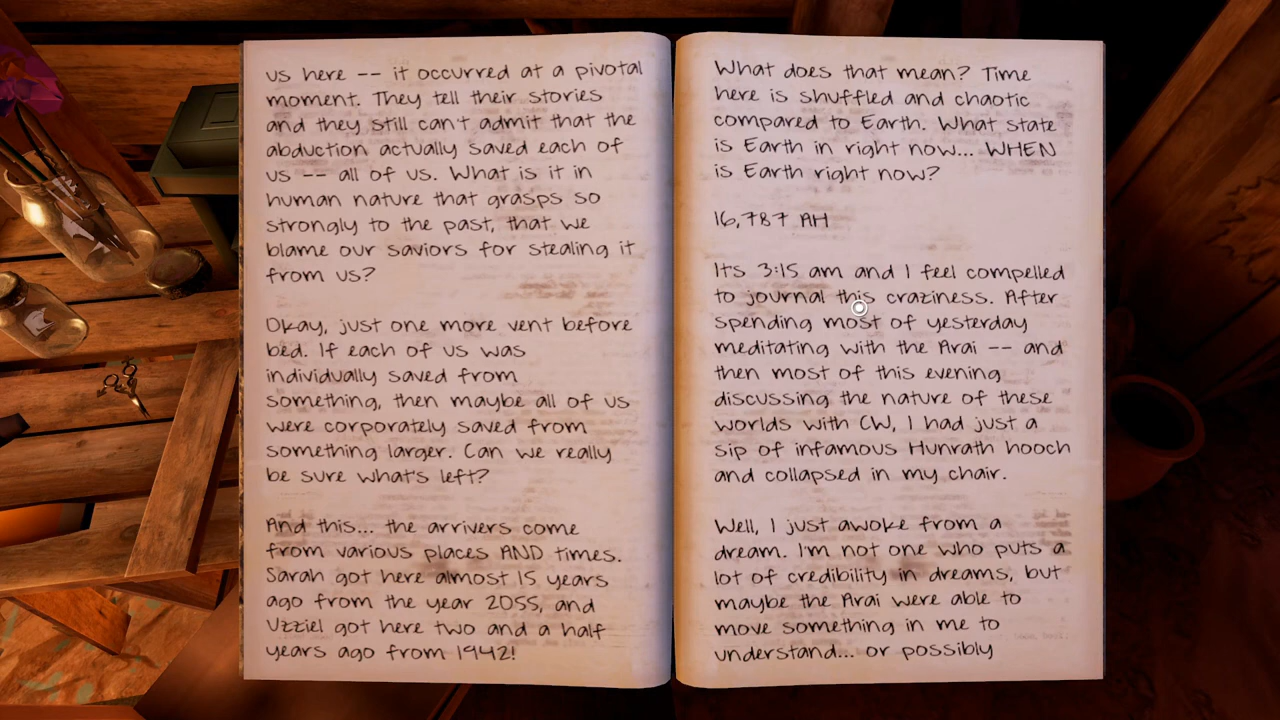 us here -- it occurred at a pivotal
moment. They tell their stories
and they still can't admit that the
abduction actually saved each of
us -- all of us. What is it in
human nature that grasps so
strongly to the past, that we
blame our saviors for stealing it
from us?
Okay, just one more vent before
bed. If each of us was
individually saved from
something, then maybe all of us
were corporately saved from
something larger. Can we really
be sure what's left?
And this... the arrivers come
from various places AND times.
Sarah got here almost 15 years
ago from the year 2055, and
Uzziel got here two and a half
years ago from 1942!
What does that mean? Time
here is shuffled and chaotic
compared to Earth. What state
is Earth in right now... WHEN
is Earth right now?
16,787 AH
Its 3:15 am and I feel compelled
to journal this craziness. After
spending most of yesterday
meditating with the Arai -- and
then most of this evening
discussing the nature of these
worlds with CW, I had just a
sip of infamous Hunrath hooch
and collapsed in my chair.
Well, I just awoke from a
dream. I'm not one who puts a
lot of credibility in dreams, but
maybe the Arai were able to
move something in me to
understand... or possibly